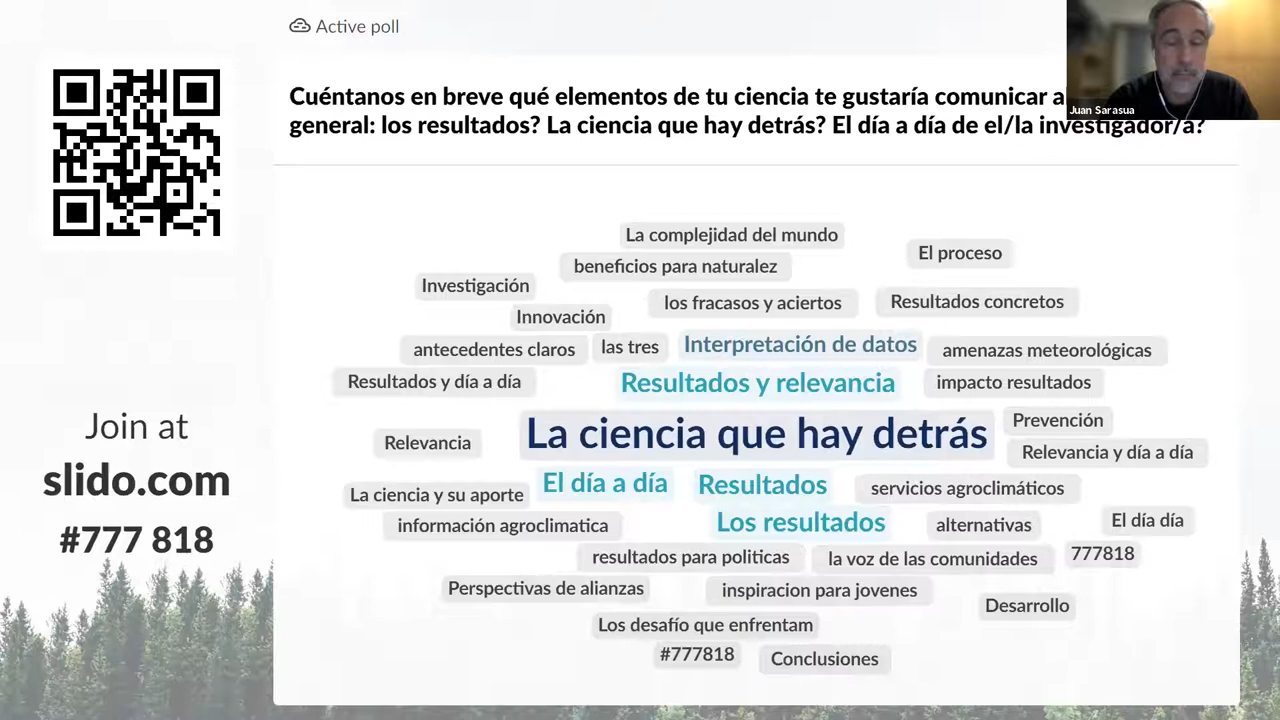 Active poll
Cuéntanos en breve qué elementos de tu ciencia te gustaría comunicar a
general: los resultados? La ciencia que hay detrás? El día a día de el/la investigador/a?
Juan Sarasua
La complejidad del mundo
El proceso
beneficios para naturalez
Investigación
los fracasos y aciertos
Resultados concretos
Innovación
antecedentes claros
las tres
Interpretación de datos
amenazas meteorológicas
Resultados y día a día
Resultados y relevancia
impacto resultados
La ciencia que hay detrás
Prevención
Relevancia
Relevancia y día a día
La ciencia y su aporte
El día a día
Resultados
servicios agroclimáticos
información agroclimatica
Los resultados
alternativas
El día día
resultados para politicas
la voz de las comunidades
777818
Perspectivas de alianzas
inspiracion para jovenes
Desarrollo
Los desafío que enfrentam
#777818
Conclusiones
Join at
slido.com
#777 818